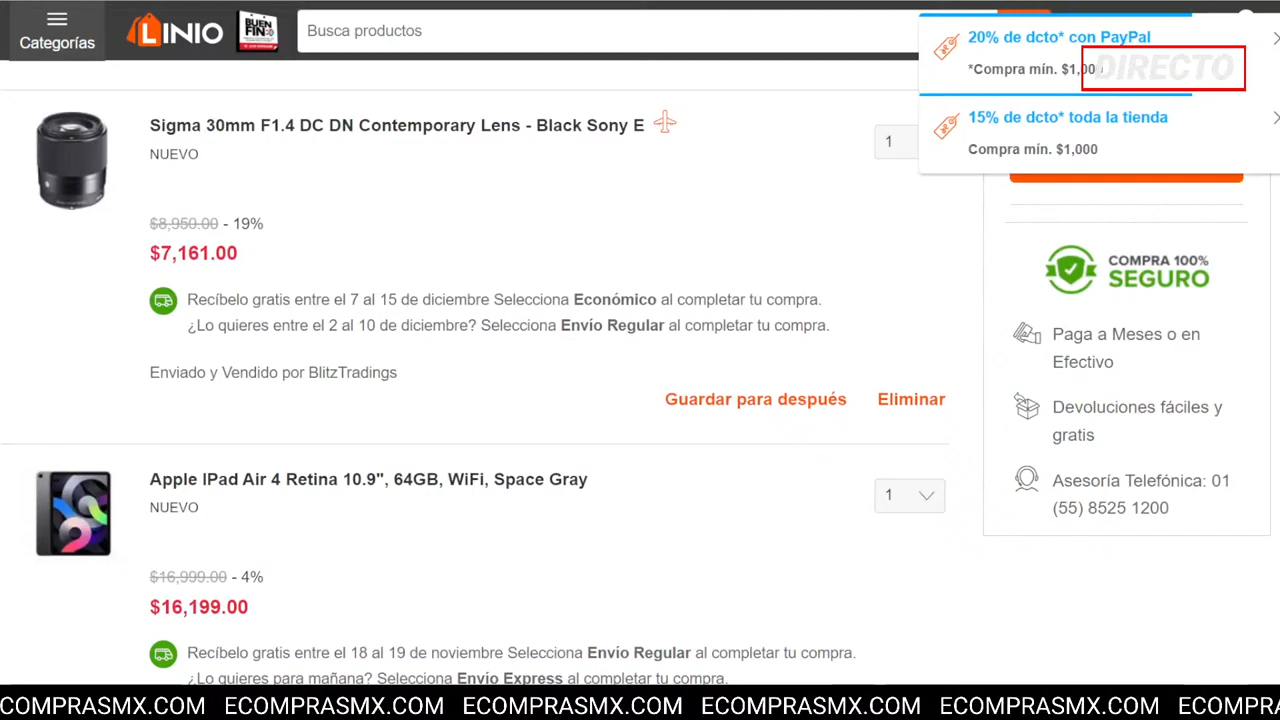 Categorías
LINIO
BUEN FIN
Busca productos
20% de dcto* con PayPal
*Compra mín. $1,000
DIRECTO
15% de dcto* toda la tienda
Compra mín. $1,000
Sigma 30mm F1.4 DC DN Contemporary Lens - Black Sony E
NUEVO
1
$8,950.00 - 19%
$7,161.00
Recíbelo gratis entre el 7 al 15 de diciembre Selecciona Económico al completar tu compra.
¿Lo quieres entre el 2 al 10 de diciembre? Selecciona Envío Regular al completar tu compra.
Enviado y Vendido por BlitzTradings
Guardar para después
Eliminar
COMPRA 100%
SEGURO
Paga a Meses o en
Efectivo
Devoluciones fáciles y
gratis
Asesoría Telefónica: 01
(55) 8525 1200
Apple IPad Air 4 Retina 10.9", 64GB, WiFi, Space Gray
NUEVO
1
$16,999.00 - 4%
$16,199.00
Recíbelo gratis entre el 18 al 19 de noviembre Selecciona Envío Regular al completar tu compra.
¿Lo quieres para mañana? Selecciona Envío Express al completar tu compra.
COMPRASMX.COM ECOMPRASMX.COM ECOMPRASMX.COM ECOMPRASMX.COM ECOMPRASMX.COM ECOMPRA